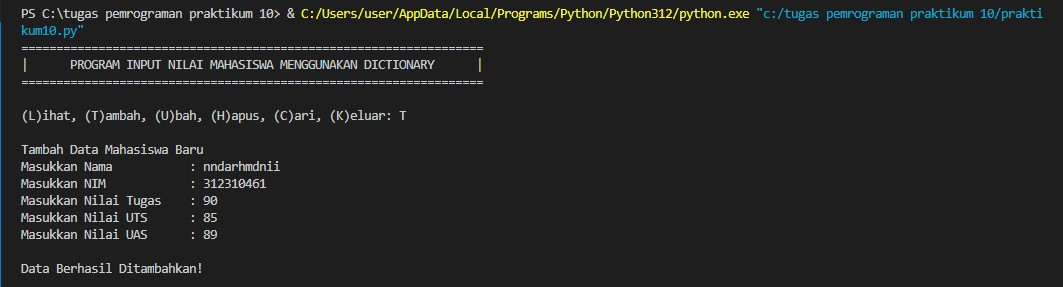 PS C:\tugas pemrograman praktikum 10> & C:/Users/user/AppData/Local/Programs/Python/Python312/python.exe "c:/tugas pemrograman praktikum 10/prakti
kum10.py"
==================================================================
|      PROGRAM INPUT NILAI MAHASISWA MENGGUNAKAN DICTIONARY      |
==================================================================
(L)ihat, (T)ambah, (U)bah, (H)apus, (C)ari, (K)eluar: T
Tambah Data Mahasiswa Baru
Masukkan Nama           : nndarhmdnii
Masukkan NIM            : 312310461
Masukkan Nilai Tugas    : 90
Masukkan Nilai UTS      : 85
Masukkan Nilai UAS      : 89
Data Berhasil Ditambahkan!